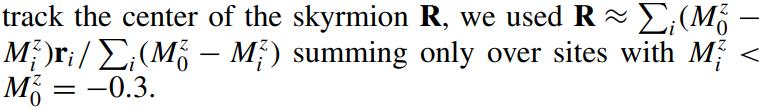 track the center of the skyrmion R, we used R ≈ ∑ᵢ(M₀ᶻ −
Mᵢᶻ)rᵢ/ ∑ᵢ(M₀ᶻ − Mᵢᶻ) summing only over sites with Mᵢᶻ <
M₀ᶻ = −0.3.